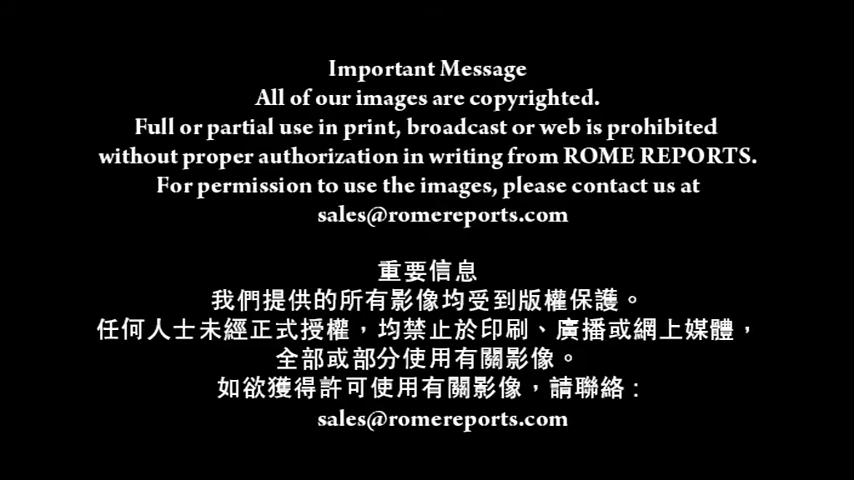 Important Message
All of our images are copyrighted.
Full or partial use in print, broadcast or web is prohibited
without proper authorization in writing from ROME REPORTS.
For permission to use the images, please contact us at
sales@romereports.com
重要信息
我們提供的所有影像均受到版權保護。
任何人士未經正式授權，均禁止於印刷、廣播或網上媒體，
全部或部分使用有關影像。
如欲獲得許可使用有關影像，請聯絡：
sales@romereports.com